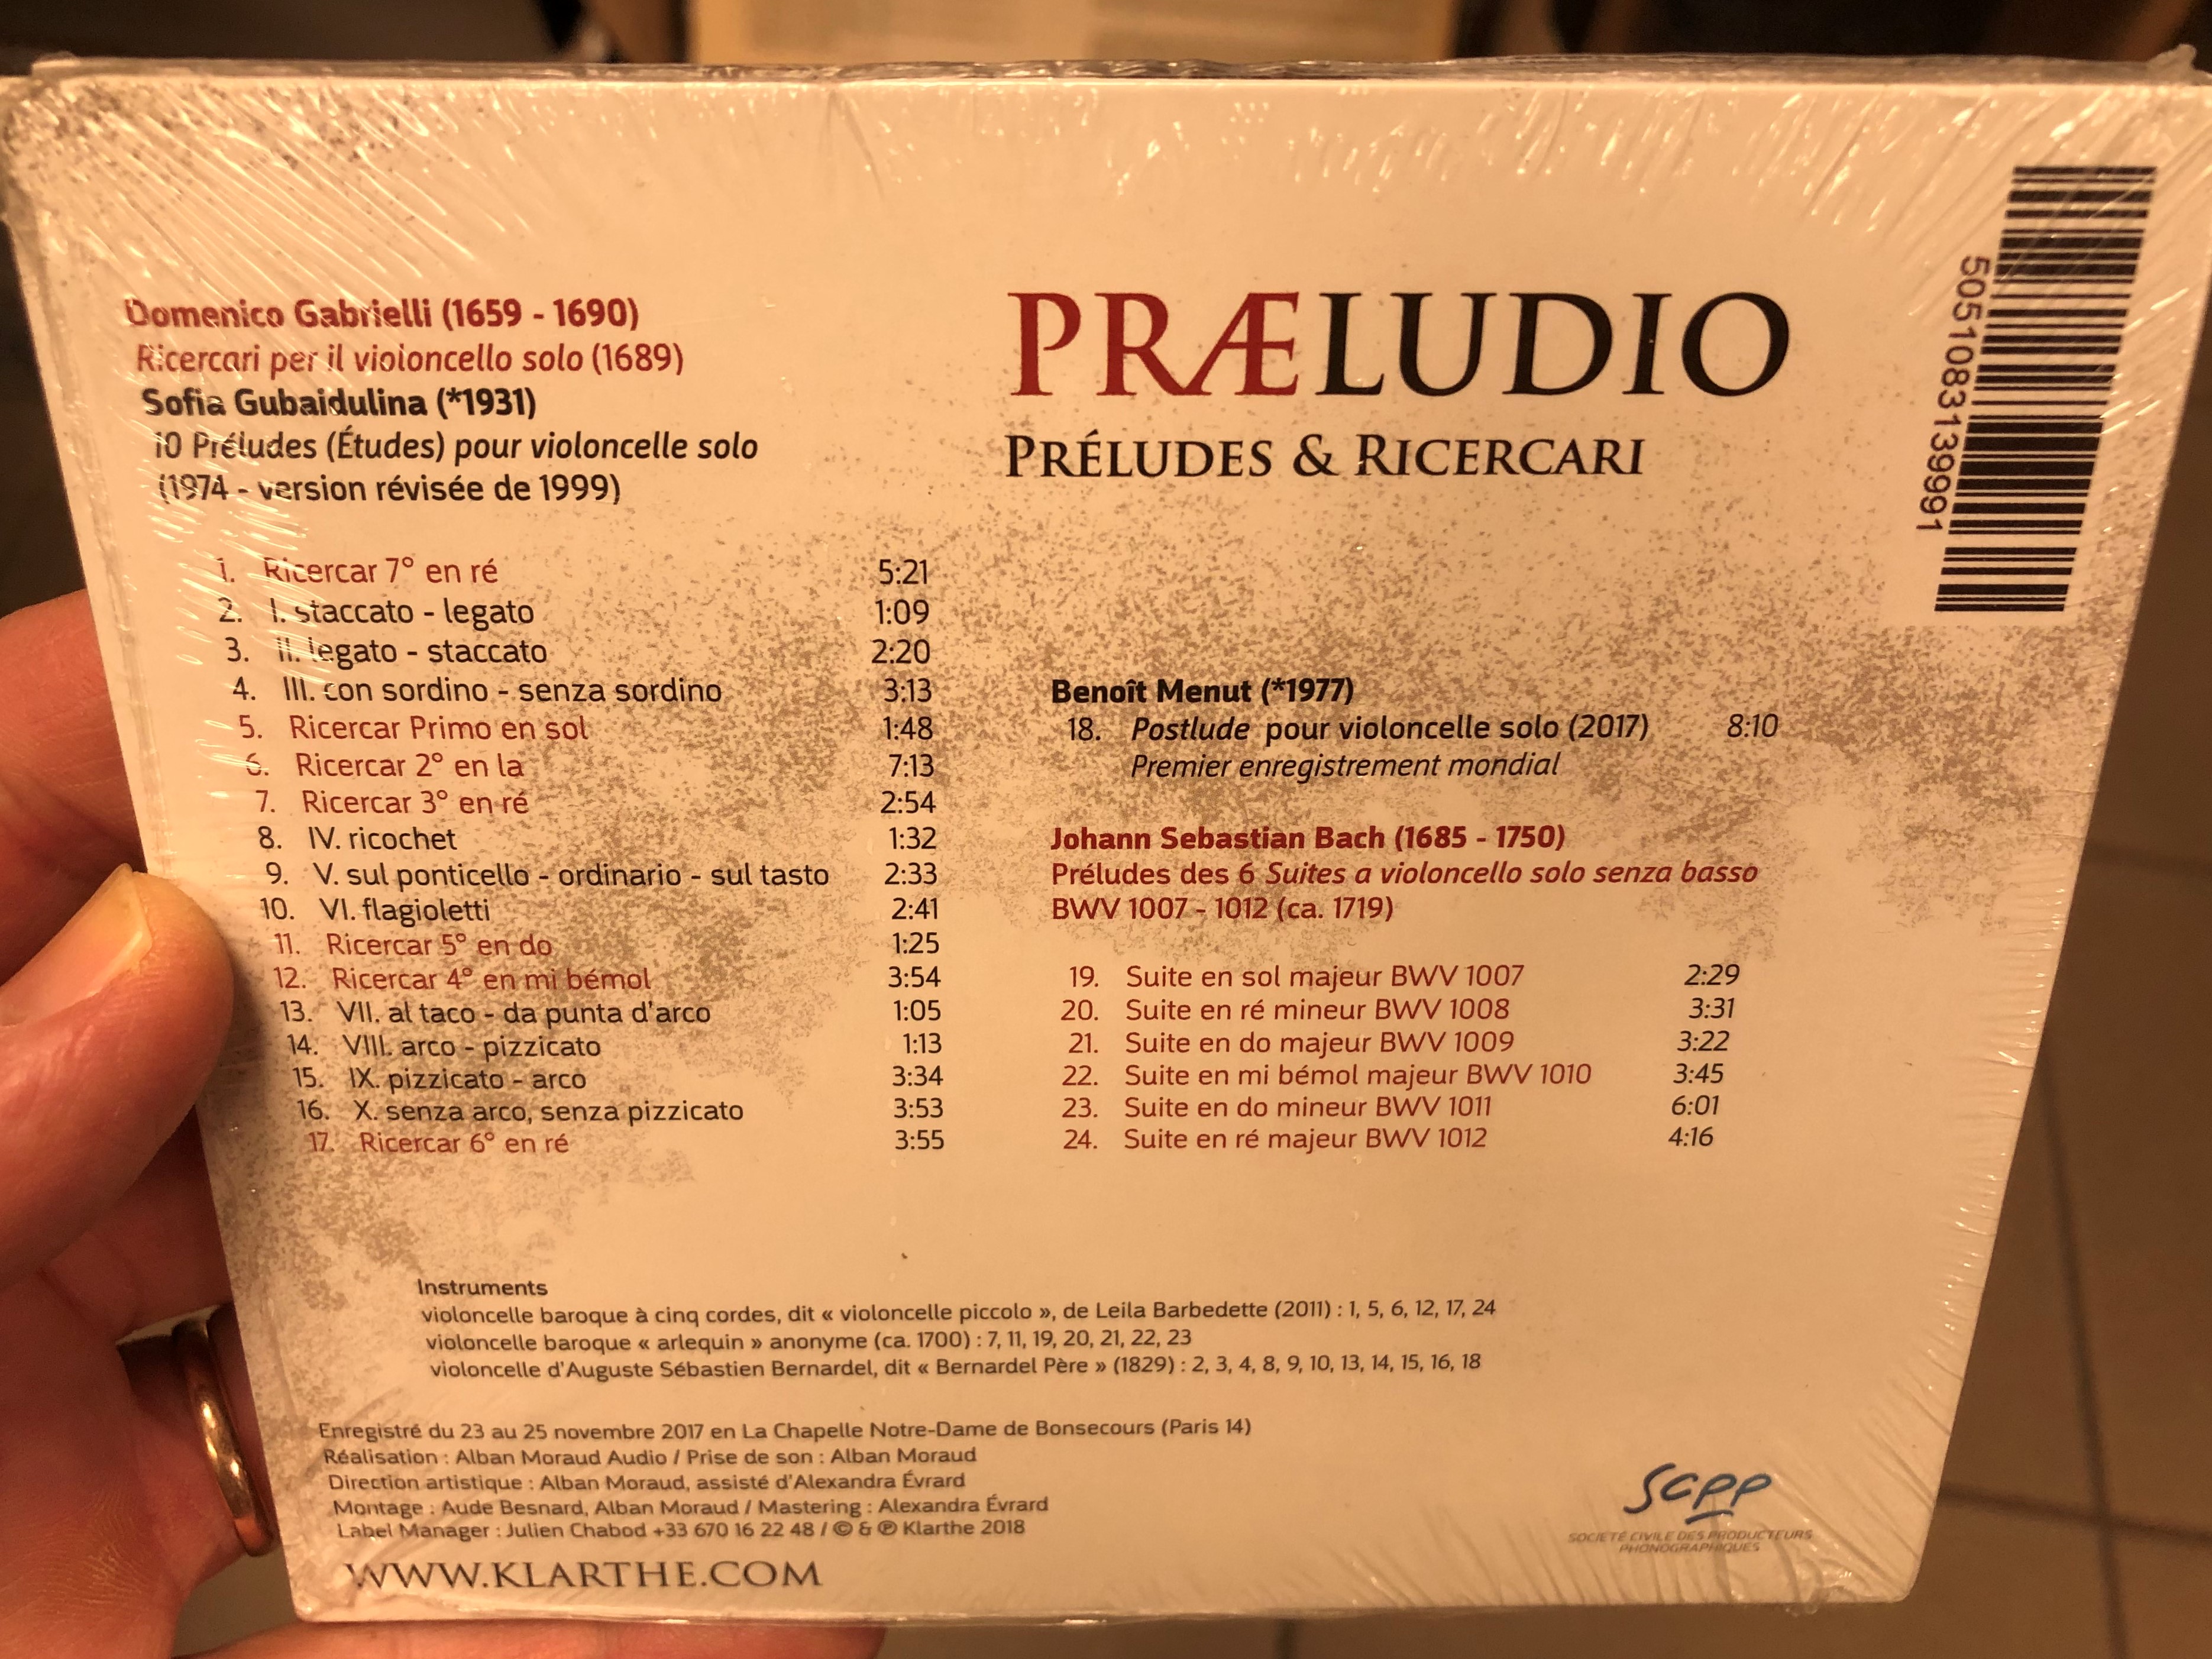 Domenico Gabrielli (1659 - 1690)
Ricercari per il violoncello solo (1689)
Sofia Gubaidulina (*1931)
10 Préludes (Études) pour violoncelle solo
(1974 - version révisée de 1999)
1. Ricercar 7° en ré 5:21
2. I. staccato - legato 1:09
3. II. legato - staccato 2:20
4. III. con sordino - senza sordino 3:13
5. Ricercar Primo en sol 1:48
6. Ricercar 2° en la 7:13
7. Ricercar 3° en ré 2:54
8. IV. ricochet 1:32
9. V. sul ponticello - ordinario - sul tasto 2:33
10. VI. flagioletti 2:41
11. Ricercar 5° en do 1:25
12. Ricercar 4° en mi bémol 3:54
13. VII. al taco - da punta d'arco 1:05
14. VIII. arco - pizzicato 1:13
15. IX. pizzicato - arco 3:34
16. X. senza arco, senza pizzicato 3:53
17. Ricercar 6° en ré 3:55
PRÆLUDIO
PRÉLUDES & RICERCARI
5051083139991
Benoît Menut (*1977)
18. Postlude pour violoncelle solo (2017) 8:10
Premier enregistrement mondial
Johann Sebastian Bach (1685 - 1750)
Préludes des 6 Suites a violoncello solo senza basso
BWV 1007 - 1012 (ca. 1719)
19. Suite en sol majeur BWV 1007 2:29
20. Suite en ré mineur BWV 1008 3:31
21. Suite en do majeur BWV 1009 3:22
22. Suite en mi bémol majeur BWV 1010 3:45
23. Suite en do mineur BWV 1011 6:01
24. Suite en ré majeur BWV 1012 4:16
Instruments
violoncelle baroque à cinq cordes, dit « violoncelle piccolo », de Leila Barbedette (2011) : 1, 5, 6, 12, 17, 24
violoncelle baroque « arlequin » anonyme (ca. 1700) : 7, 11, 19, 20, 21, 22, 23
violoncelle d'Auguste Sébastien Bernardel, dit « Bernardel Père » (1829) : 2, 3, 4, 8, 9, 10, 13, 14, 15, 16, 18
Enregistré du 23 au 25 novembre 2017 en La Chapelle Notre-Dame de Bonsecours (Paris 14)
Réalisation : Alban Moraud Audio / Prise de son : Alban Moraud
Direction artistique : Alban Moraud, assisté d'Alexandra Évrard
Montage : Aude Besnard, Alban Moraud / Mastering : Alexandra Évrard
Label Manager : Julien Chabod +33 670 16 22 48 / © & ℗ Klarthe 2018
WWW.KLARTHE.COM
SCPP
SOCIÉTÉ CIVILE DES PRODUCTEURS
PHONOGRAPHIQUES